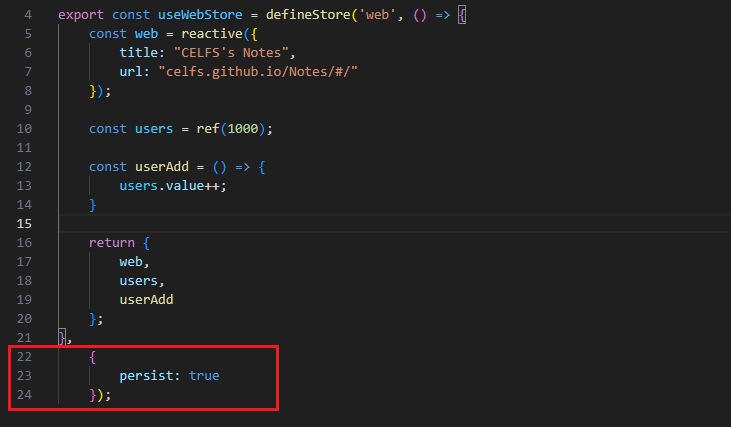 4 export const useWebStore = defineStore('web', () => {
5     const web = reactive({
6         title: "CELFS's Notes",
7         url: "celfs.github.io/Notes/#/"
8     });
9
10     const users = ref(1000);
11
12     const userAdd = () => {
13         users.value++;
14     }
15
16     return {
17         web,
18         users,
19         userAdd
20     };
21 },
22     {
23         persist: true
24     });